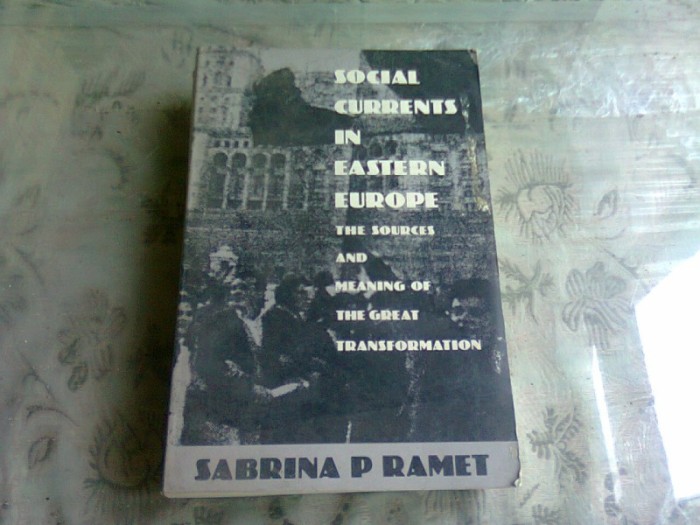 SOCIAL
CURRENTS
IN
EASTERN
EUROPE
THE SOURCES
AND
MEANING OF
THE GREAT
TRANSFORMATION
SABRINA P RAMET